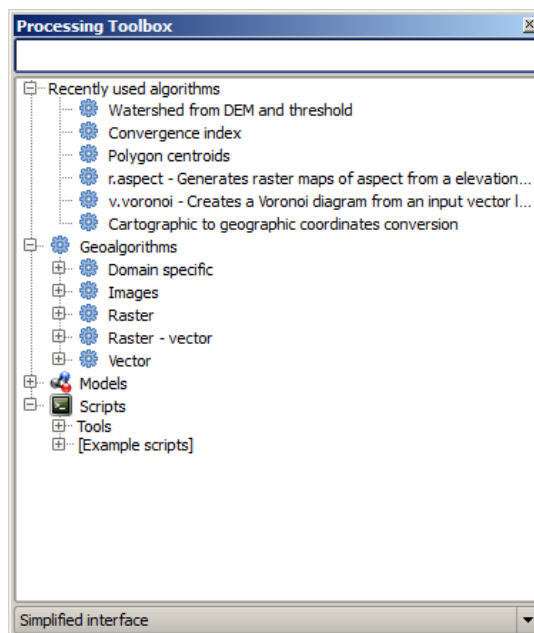 Processing Toolbox
Recently used algorithms
Watershed from DEM and threshold
Convergence index
Polygon centroids
r.aspect - Generates raster maps of aspect from a elevation...
v.voronoi - Creates a Voronoi diagram from an input vector l...
Cartographic to geographic coordinates conversion
Geoalgorithms
Domain specific
Images
Raster
Raster - vector
Vector
Models
Scripts
Tools
[Example scripts]
Simplified interface